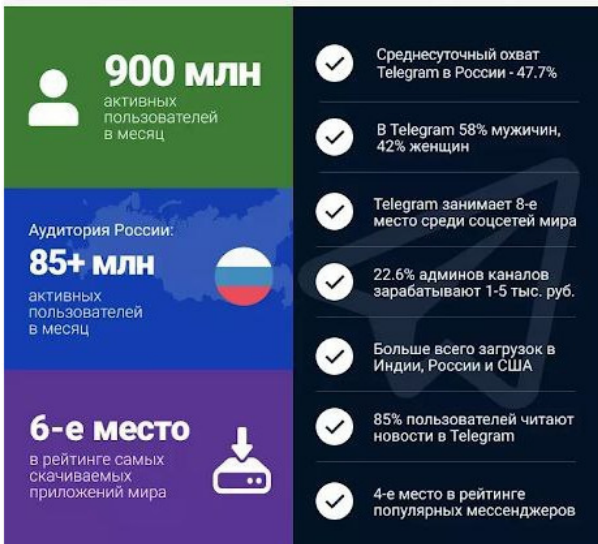 900 млн
активных
пользователей
в месяц
Аудитория России:
85+ млн
активных
пользователей
в месяц
6-е место
в рейтинге самых
скачиваемых
приложений мира
Среднесуточный охват
Telegram в России - 47.7%
В Telegram 58% мужичин,
42% женщин
Telegram занимает 8-е
место среди соцсетей мира
22.6% админов каналов
зарабатывают 1-5 тыс. руб.
Больше всего загрузок в
Индии, России и США
85% пользователей читают
новости в Telegram
4-е место в рейтинге
популярных мессенджеров